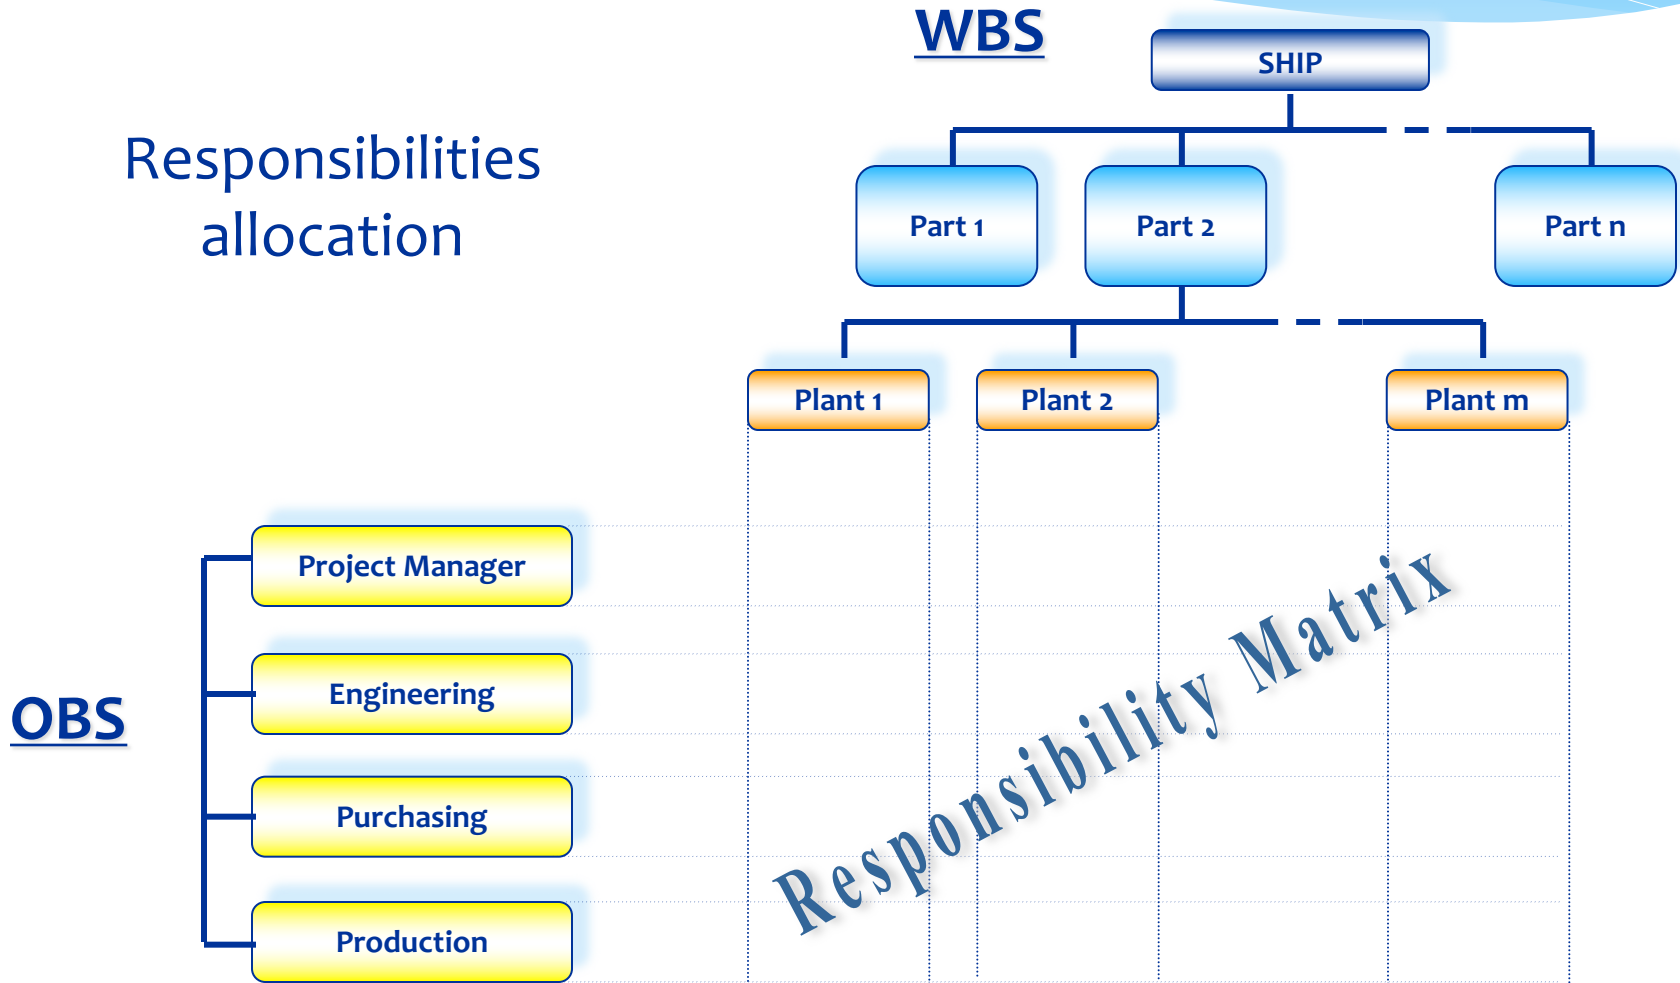 WBS
SHIP
Responsibilities
allocation
Part 1
Part 2
Part n
Plant 1
Plant 2
Plant m
Project Manager
Engineering
OBS
Purchasing
Production
Responsibility Matrix